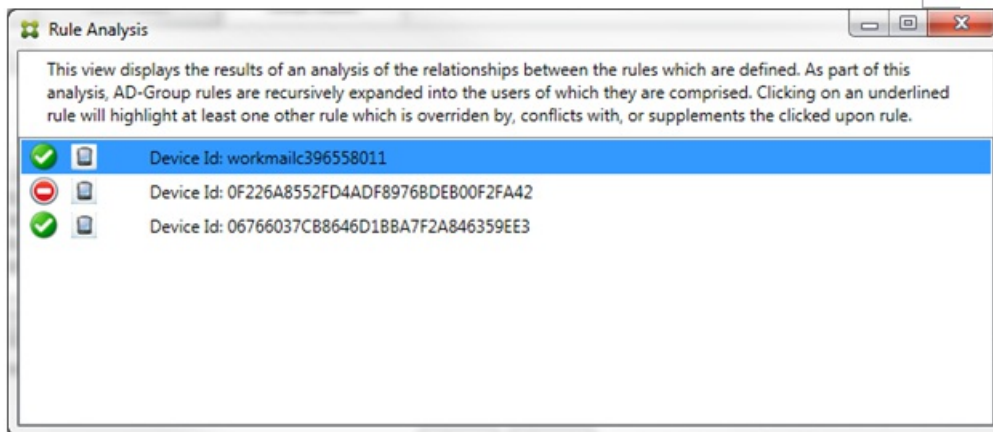 Rule Analysis
This view displays the results of an analysis of the relationships between the rules which are defined. As part of this
analysis, AD-Group rules are recursively expanded into the users of which they are comprised. Clicking on an underlined
rule will highlight at least one other rule which is overriden by, conflicts with, or supplements the clicked upon rule.
Device Id: workmailc396558011
Device Id: 0F226A8552FD4ADF8976BDEB00F2FA42
Device Id: 06766037CB8646D1BBA7F2A846359EE3